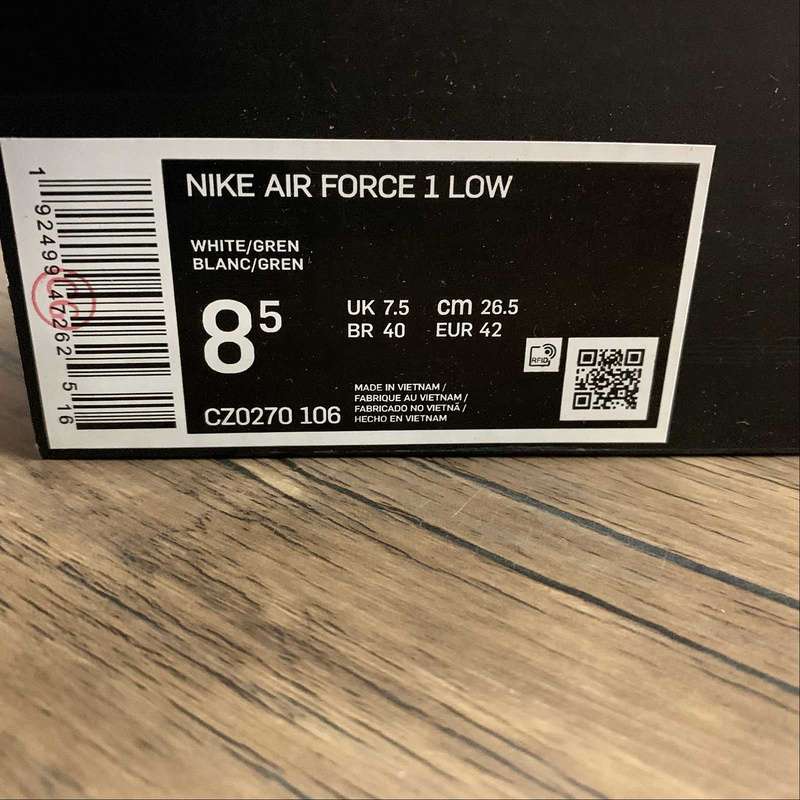 NIKE AIR FORCE 1 LOW
WHITE/GREN
BLANC/GREN
8 5
UK 7.5 cm 26.5
BR 40 EUR 42
RFID
MADE IN VIETNAM /
FABRIQUE AU VIETNAM /
FABRICADO NO VIETNÃ /
HECHO EN VIETNAM
CZ0270 106
1 92499 47262 5 16